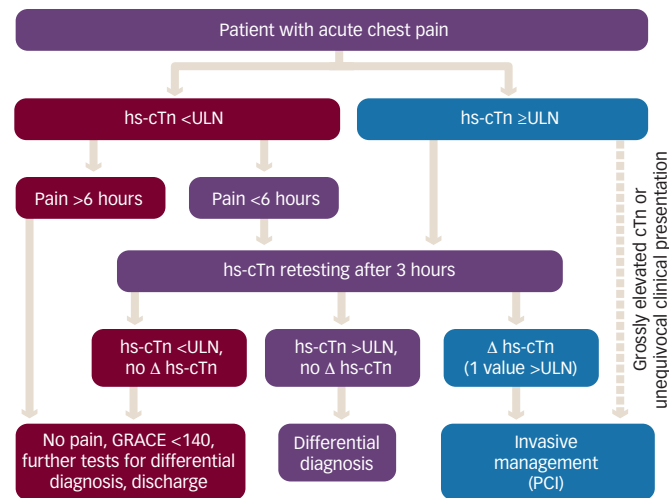 Patient with acute chest pain
hs-cTn <ULN
hs-cTn ≥ULN
Pain >6 hours
Pain <6 hours
Grossly elevated cTn or
unequivocal clinical presentation
hs-cTn retesting after 3 hours
hs-cTn <ULN,
no Δ hs-cTn
hs-cTn >ULN,
no Δ hs-cTn
Δ hs-cTn
(1 value >ULN)
No pain, GRACE <140,
further tests for differential
diagnosis, discharge
Differential
diagnosis
Invasive
management
(PCI)